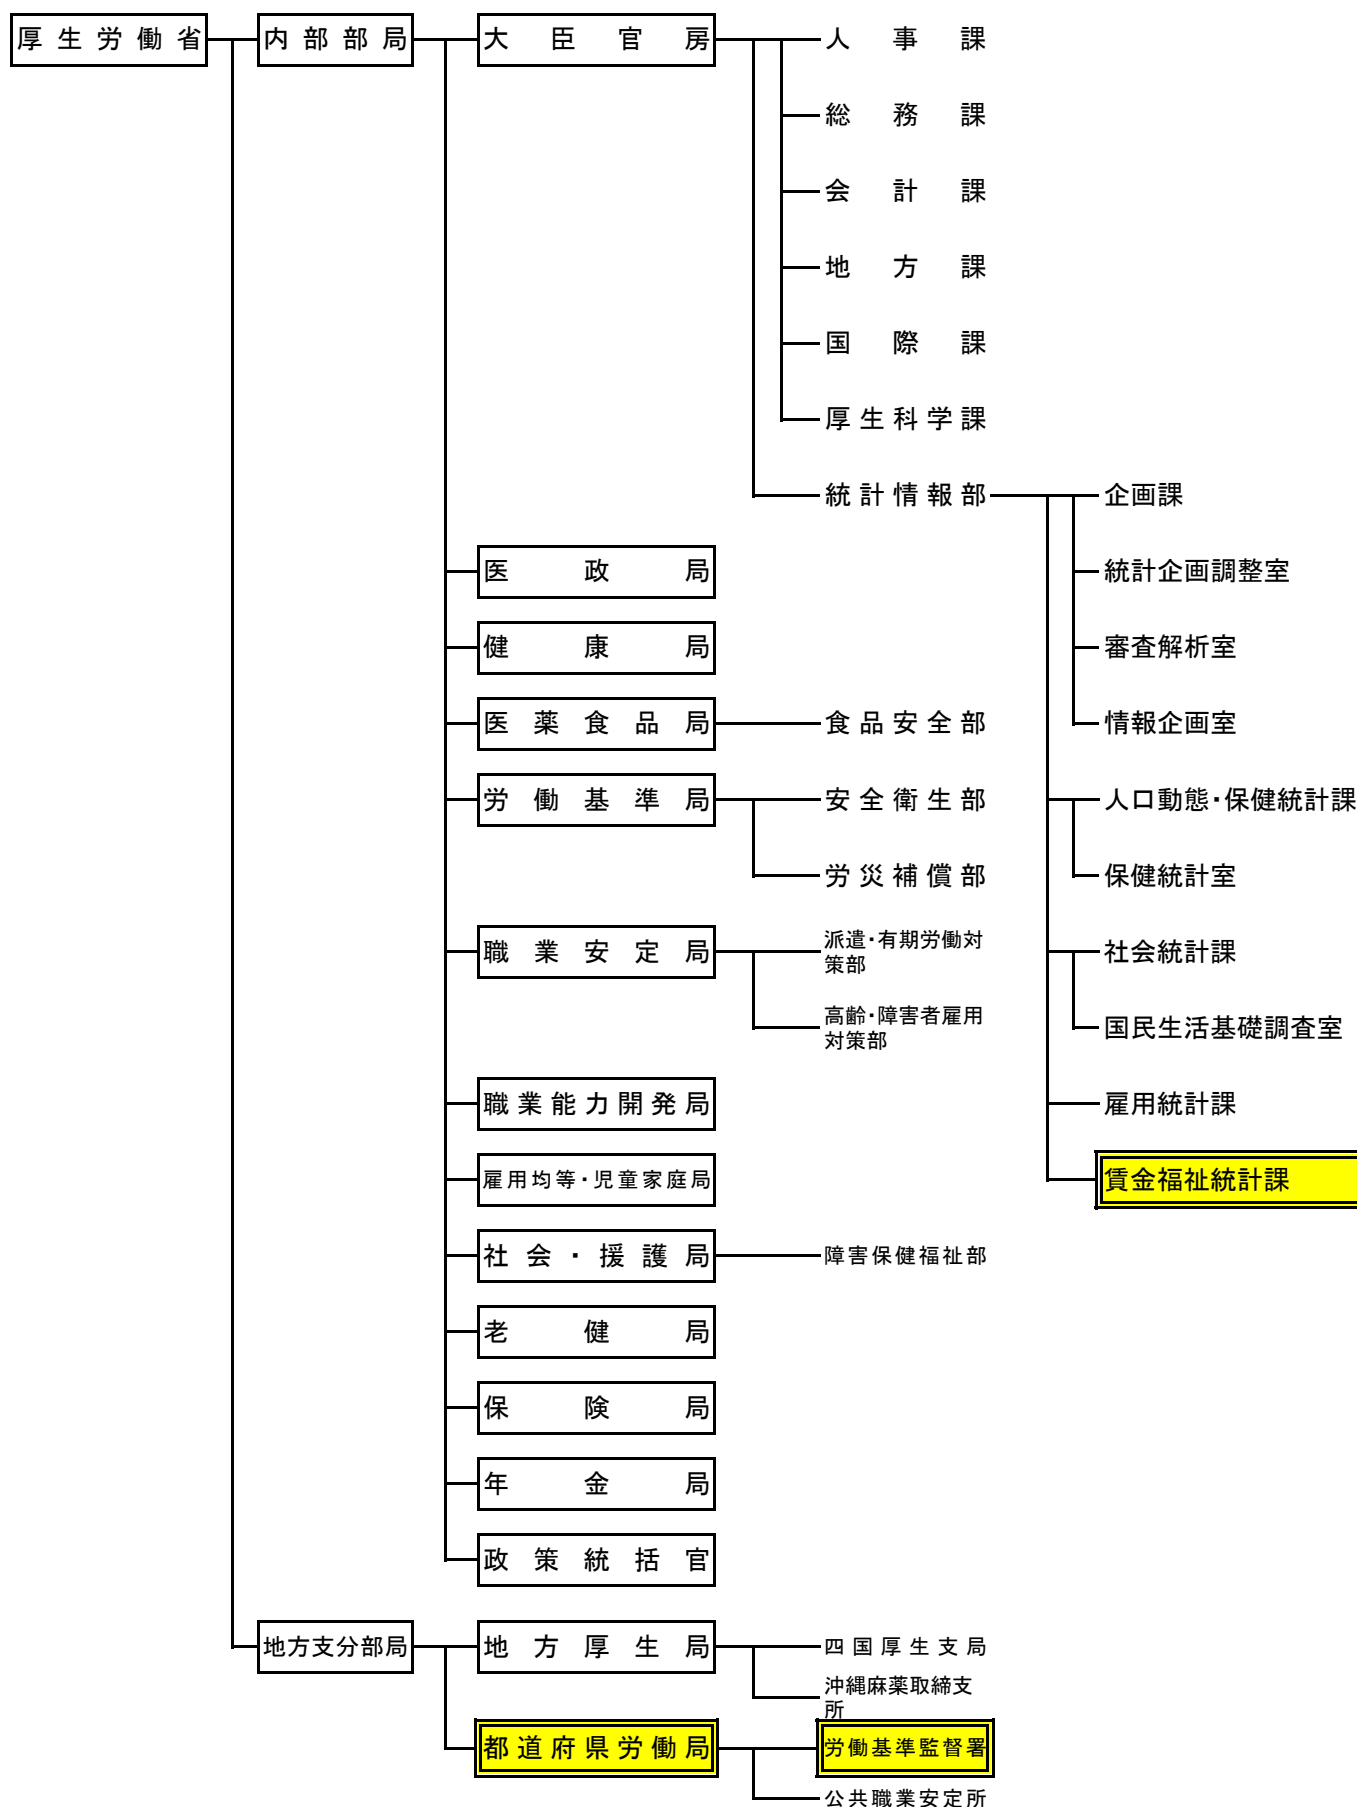 厚生労働省
内部部局
大臣官房
人事課
総務課
会計課
地方課
国際課
厚生科学課
統計情報部
企画課
統計企画調整室
審査解析室
情報企画室
人口動態・保健統計課
保健統計室
社会統計課
国民生活基礎調査室
雇用統計課
賃金福祉統計課
医政局
健康局
医薬食品局
食品安全部
労働基準局
安全衛生部
労災補償部
職業安定局
派遣・有期労働対
策部
高齢・障害者雇用
対策部
職業能力開発局
雇用均等・児童家庭局
社会・援護局
障害保健福祉部
老健局
保険局
年金局
政策統括官
地方支分部局
地方厚生局
四国厚生支局
沖縄麻薬取締支
所
都道府県労働局
労働基準監督署
公共職業安定所